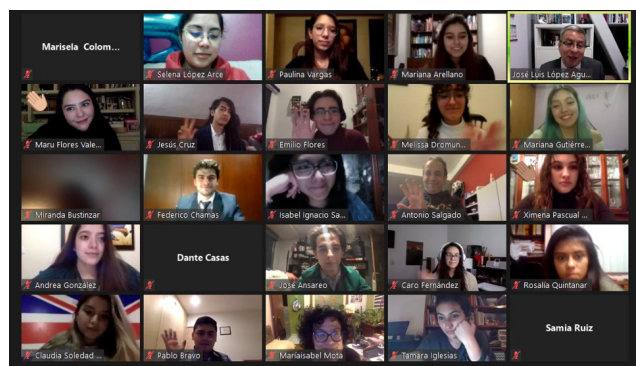 Marisela Colom...
Selena López Arce
Paulina Vargas
Mariana Arellano
José Luis López Agu...
Maru Flores Vale...
Jesús Cruz
Emilio Flores
Melissa Dromun...
Mariana Gutiérre...
Miranda Bustinzar
Federico Chamas
Isabel Ignacio Sa...
Antonio Salgado
Ximena Pascual ...
Andrea González
Dante Casas
José Ansareo
Caro Fernández
Rosalía Quintanar
Claudia Soledad ...
Pablo Bravo
Maríaisabel Mota
Tamara Iglesias
Samia Ruiz